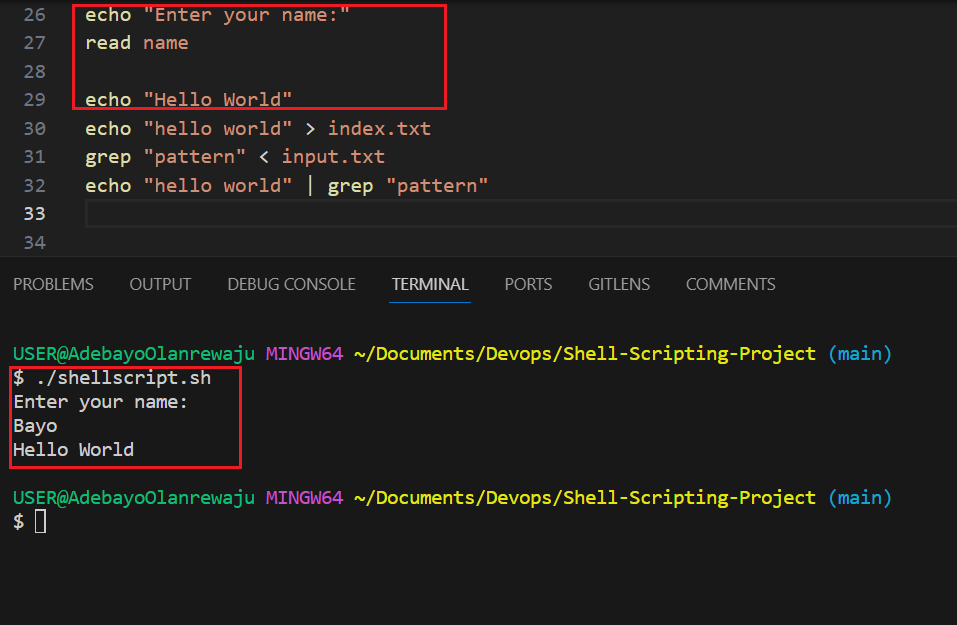 26 echo "Enter your name:"
27 read name
28
29 echo "Hello World"
30 echo "hello world" > index.txt
31 grep "pattern" < input.txt
32 echo "hello world" | grep "pattern"
33
34
PROBLEMS OUTPUT DEBUG CONSOLE TERMINAL PORTS GITLENS COMMENTS
USER@AdebayoOlanrewaju MINGW64 ~/Documents/Devops/Shell-Scripting-Project (main)
$ ./shellscript.sh
Enter your name:
Bayo
Hello World
USER@AdebayoOlanrewaju MINGW64 ~/Documents/Devops/Shell-Scripting-Project (main)
$